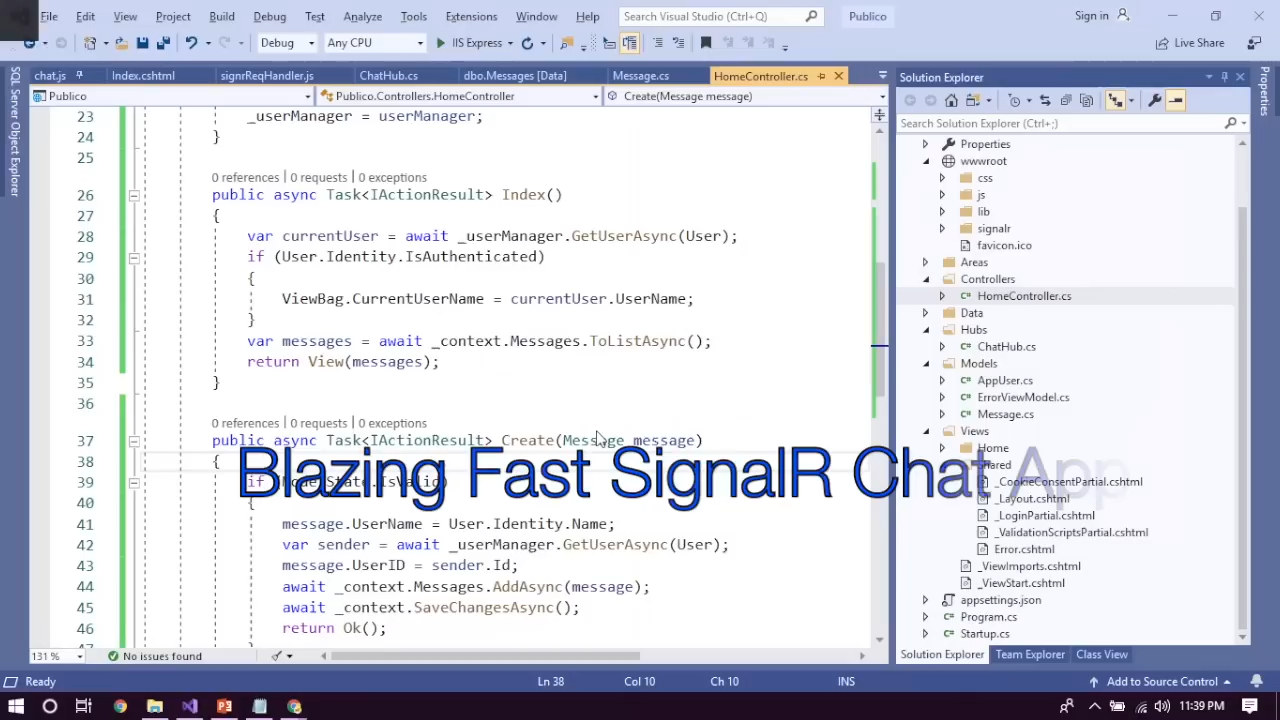 File Edit View Project Build Debug Test Analyze Tools Extensions Window Help Search Visual Studio (Ctrl+Q) Publico Sign in
Debug Any CPU IIS Express Live Share
chat.js Index.cshtml signrReqHandler.js ChatHub.cs dbo.Messages [Data] Message.cs HomeController.cs
Publico Publico.Controllers.HomeController Create(Message message)
SQL Server Object Explorer
23 _userManager = userManager;
24 }
25
0 references | 0 requests | 0 exceptions
26 public async Task<IActionResult> Index()
27 {
28 var currentUser = await _userManager.GetUserAsync(User);
29 if (User.Identity.IsAuthenticated)
30 {
31 ViewBag.CurrentUserName = currentUser.UserName;
32 }
33 var messages = await _context.Messages.ToListAsync();
34 return View(messages);
35 }
36
0 references | 0 requests | 0 exceptions
37 public async Task<IActionResult> Create(Message message)
38 {
Blazing Fast SignalR Chat App
39 if (ModelState.IsValid)
40 {
41 message.UserName = User.Identity.Name;
42 var sender = await _userManager.GetUserAsync(User);
43 message.UserID = sender.Id;
44 await _context.Messages.AddAsync(message);
45 await _context.SaveChangesAsync();
46 return Ok();
47 }
131 % No issues found
Solution Explorer
Search Solution Explorer (Ctrl+;)
Properties
wwwroot
css
js
lib
signalr
favicon.ico
Areas
Controllers
HomeController.cs
Data
Hubs
ChatHub.cs
Models
AppUser.cs
ErrorViewModel.cs
Message.cs
Views
Home
Shared
_CookieConsentPartial.cshtml
_Layout.cshtml
_LoginPartial.cshtml
_ValidationScriptsPartial.cshtml
Error.cshtml
_ViewImports.cshtml
_ViewStart.cshtml
appsettings.json
Program.cs
Startup.cs
Solution Explorer Team Explorer Class View
Properties
Ready Ln 38 Col 10 Ch 10 INS Add to Source Control
11:39 PM